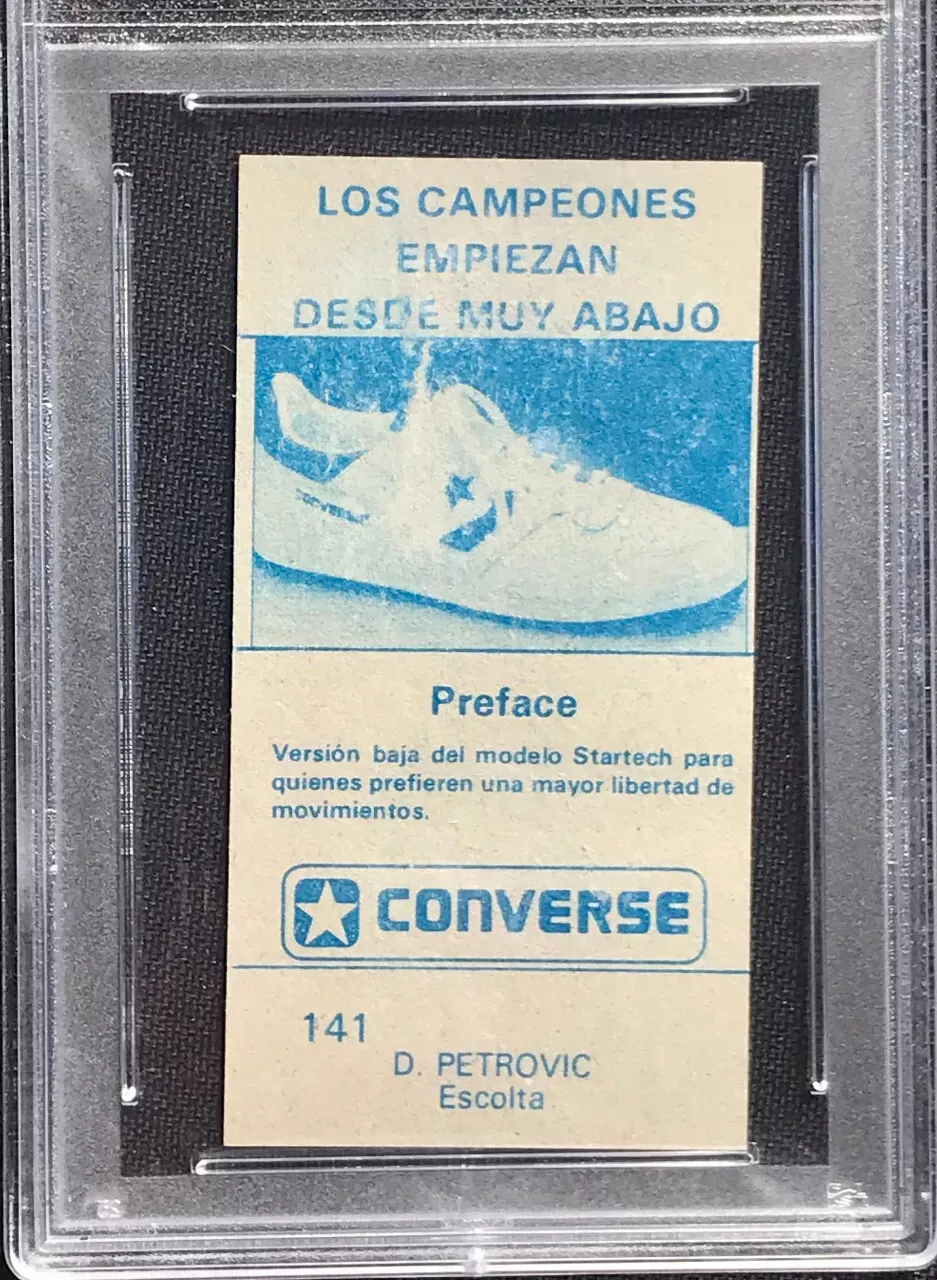 LOS CAMPEONES
EMPIEZAN
DESDE MUY ABAJO
Preface
Versión baja del modelo Startech para
quienes prefieren una mayor libertad de
movimientos.
CONVERSE
141
D. PETROVIC
Escolta